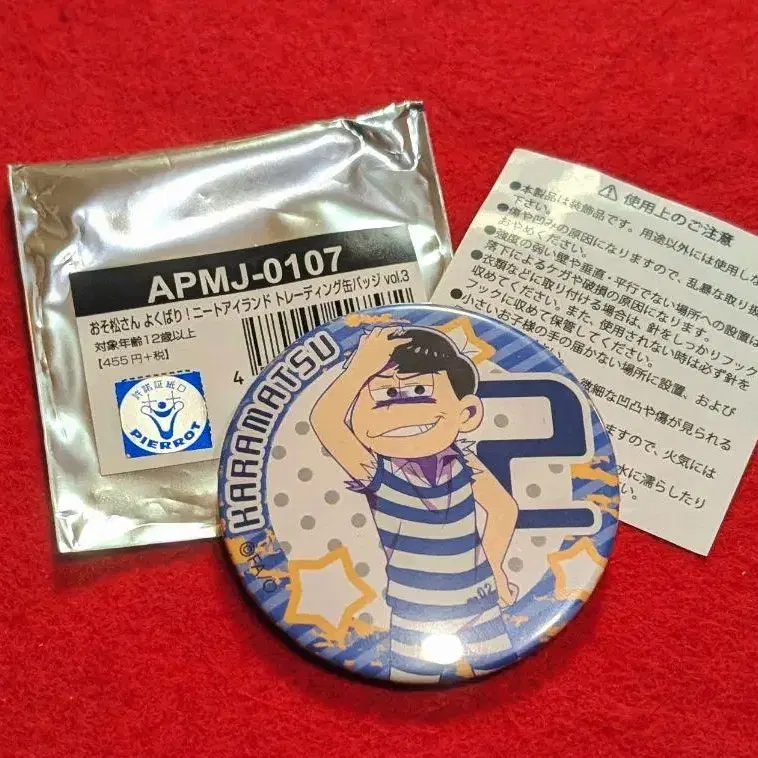 APMJ-0107
おそ松さん よくばり!ニートアイランド トレーディング缶バッジ vol.3
対象年齢12歳以上
【455円+税】
4
許諾証紙口
PIERROT
⚠ 使用上のご注意
●本製品は装飾品です。用途以外には使用しな
下さい。
●傷や凹みの原因になりますので、乱暴な取り扱
おやめください。
●強度の弱い壁や垂直・平行でない場所への設置は
落下によるケガや破損の原因になります。
●衣類などに取り付ける場合は、針をしっかりフック
収めてください。また、使用されない時は必ず針を
フックに収めて保管してください。
●小さいお子様の手の届かない場所に設置、および
微細な凹凸や傷が見られる
ますので、火気には
水に濡らしたり
い。
KARAMATSU
2
02